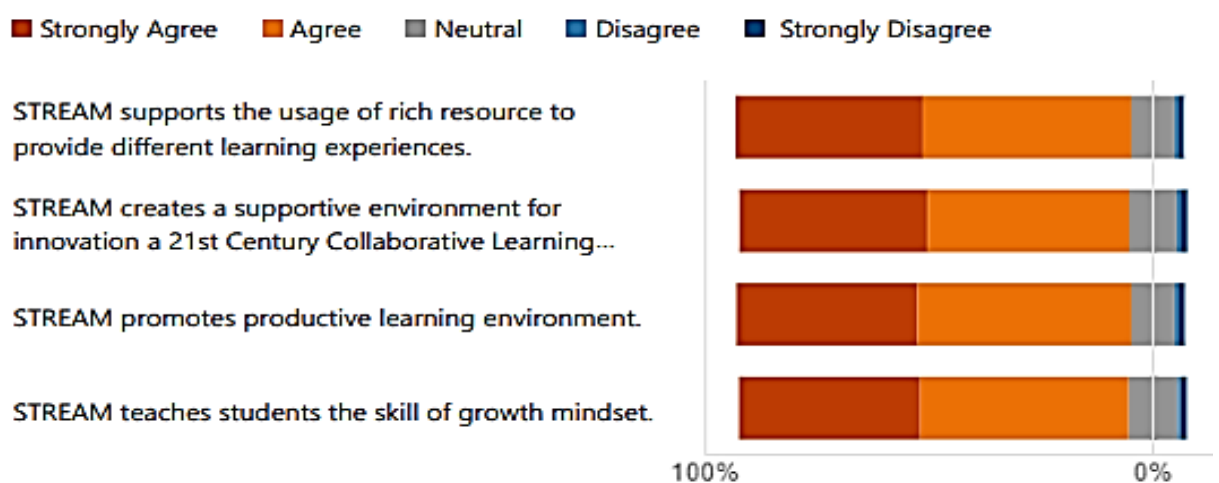 Strongly Agree Agree Neutral Disagree Strongly Disagree
STREAM supports the usage of rich resource to
provide different learning experiences.
STREAM creates a supportive environment for
innovation a 21st Century Collaborative Learning...
STREAM promotes productive learning environment.
STREAM teaches students the skill of growth mindset.
100% 0%